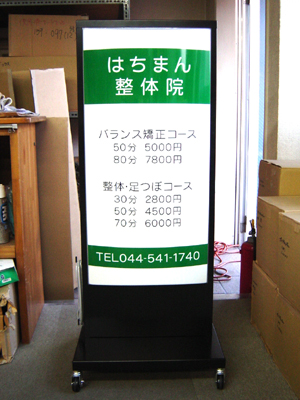 はちまん
整体院
バランス矯正コース
50分 5000円
80分 7800円
整体・足つぼコース
30分 2800円
50分 4500円
70分 6000円
TEL044-541-1740